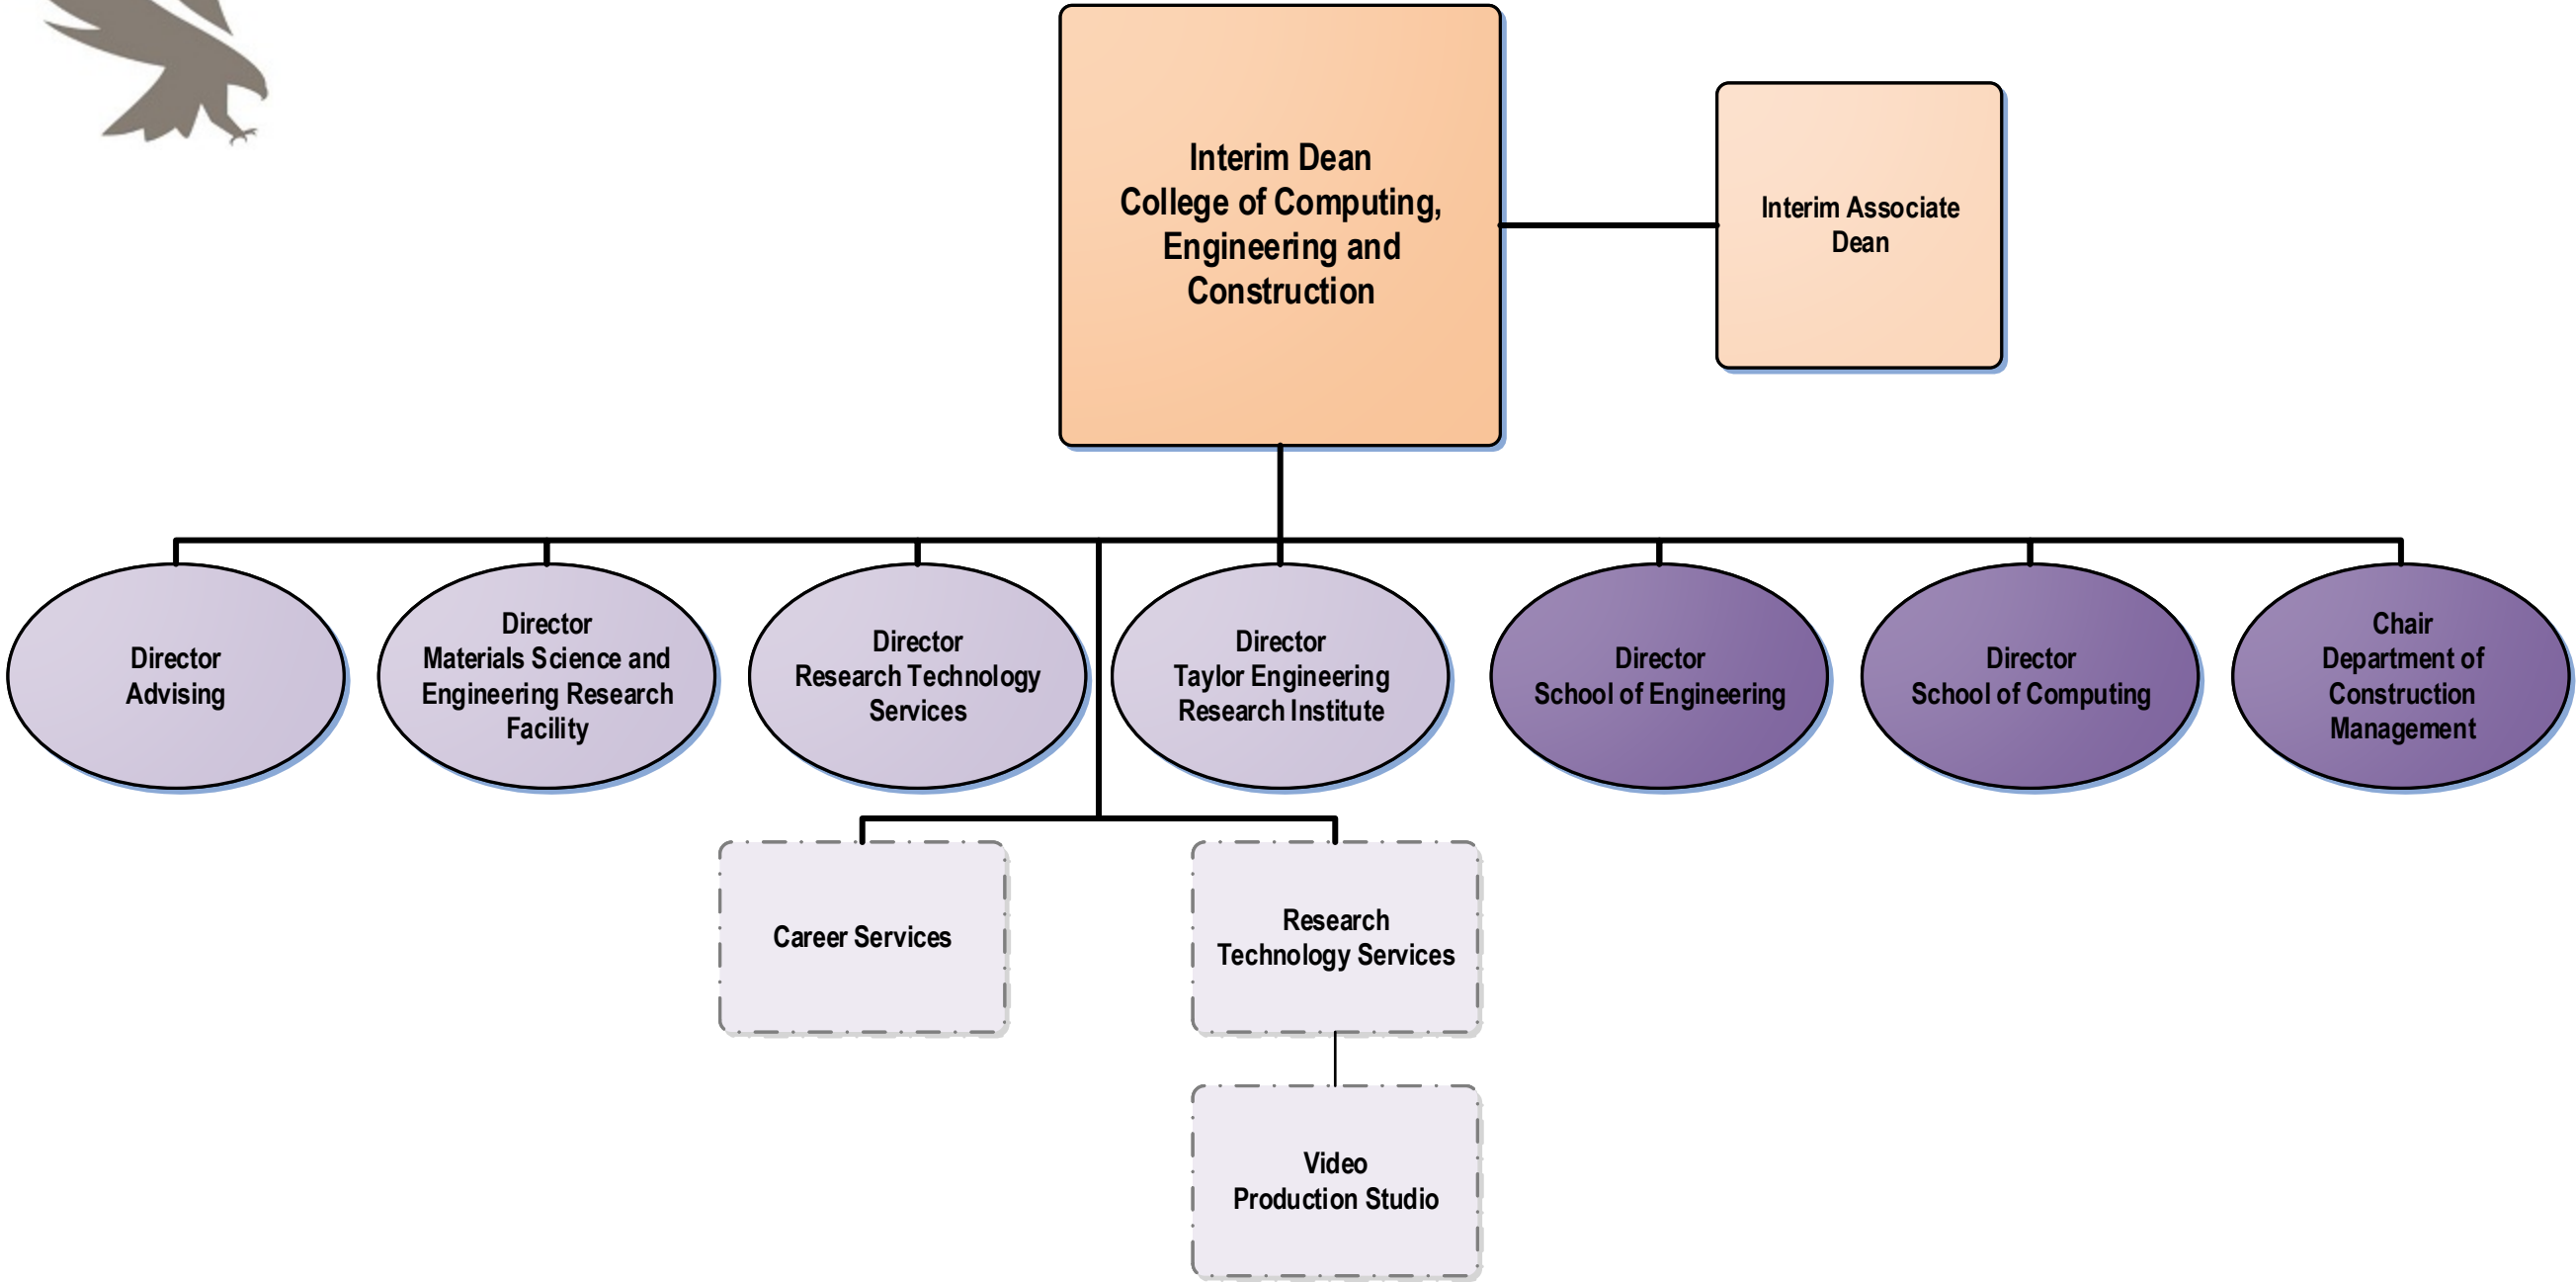 Interim Dean
College of Computing,
Engineering and
Construction
Interim Associate
Dean
Director
Advising
Director
Materials Science and
Engineering Research
Facility
Director
Research Technology
Services
Director
Taylor Engineering
Research Institute
Director
School of Engineering
Director
School of Computing
Chair
Department of
Construction
Management
Career Services
Research
Technology Services
Video
Production Studio